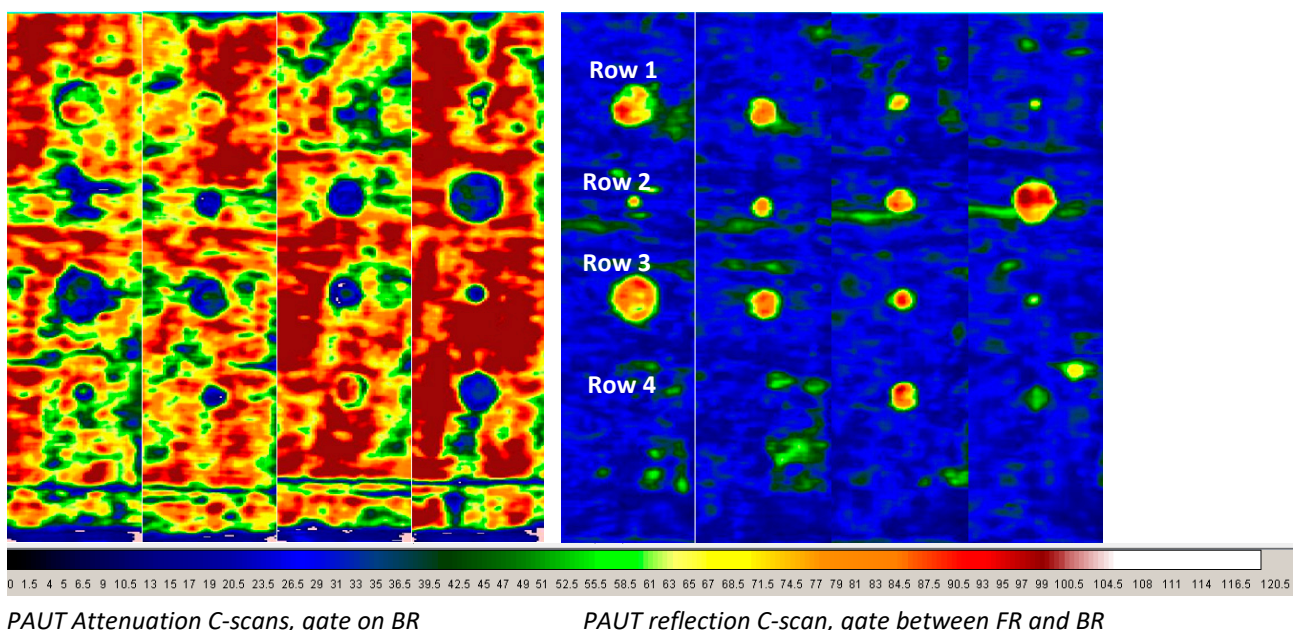 Row 1
Row 2
Row 3
Row 4
0 1.5 4 5 6.5 9 10.5 13 15 17 19 20.5 23.5 26.5 29 31 33 35 36.5 39.5 42.5 45 47 49 51 52.5 55.5 58.5 61 63 65 67 68.5 71.5 74.5 77 79 81 83 84.5 87.5 90.5 93 95 97 99 100.5 104.5 108 111 114 116.5 120.5
PAUT Attenuation C-scans, gate on BR PAUT reflection C-scan, gate between FR and BR